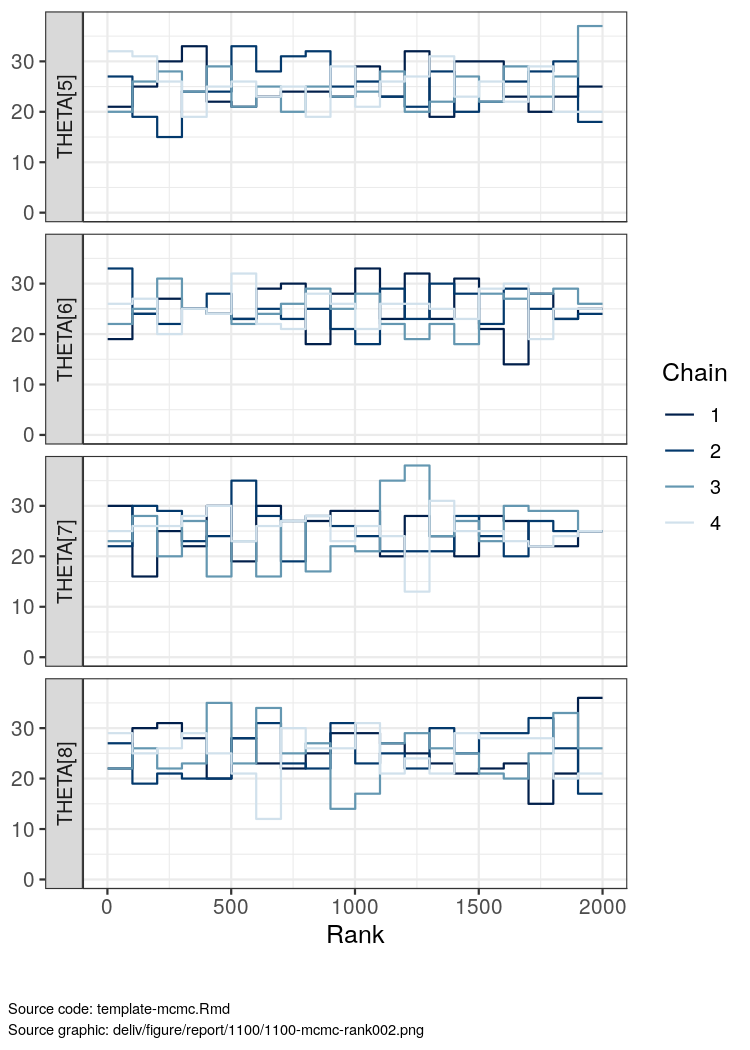 THETA[5]
30
20
10
0
THETA[6]
30
20
10
0
THETA[7]
30
20
10
0
THETA[8]
30
20
10
0
0 500 1000 1500 2000
Rank
Chain
1
2
3
4
Source code: template-mcmc.Rmd
Source graphic: deliv/figure/report/1100/1100-mcmc-rank002.png